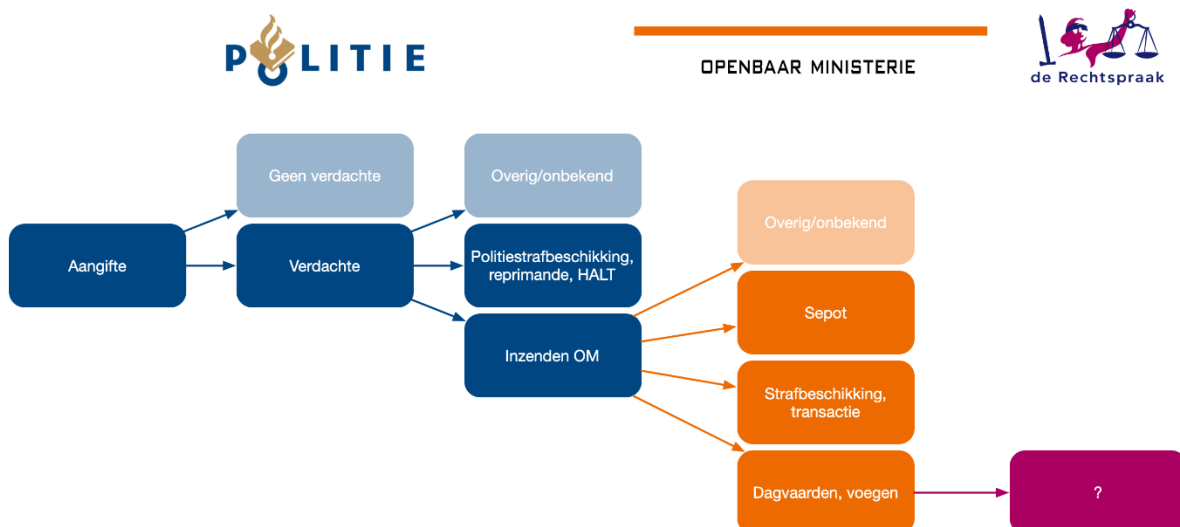 POLITIE
OPENBAAR MINISTERIE
de Rechtspraak
Geen verdachte
Overig/onbekend
Overig/onbekend
Aangifte
Verdachte
Politiestrafbeschikking,
reprimande, HALT
Sepot
Inzenden OM
Strafbeschikking,
transactie
Dagvaarden, voegen
?